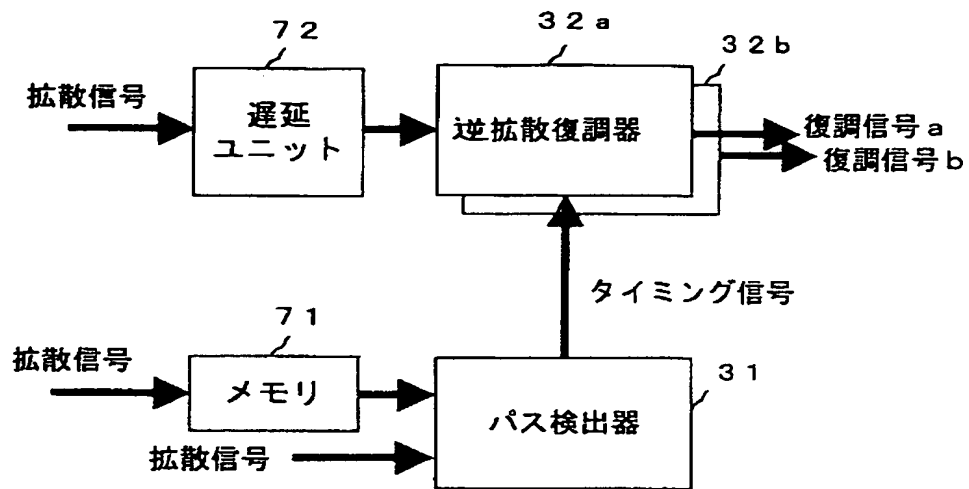 ７２
３２ａ
３２ｂ
拡散信号
遅延
ユニット
逆拡散復調器
復調信号ａ
復調信号ｂ
タイミング信号
７１
拡散信号
メモリ
３１
パス検出器
拡散信号